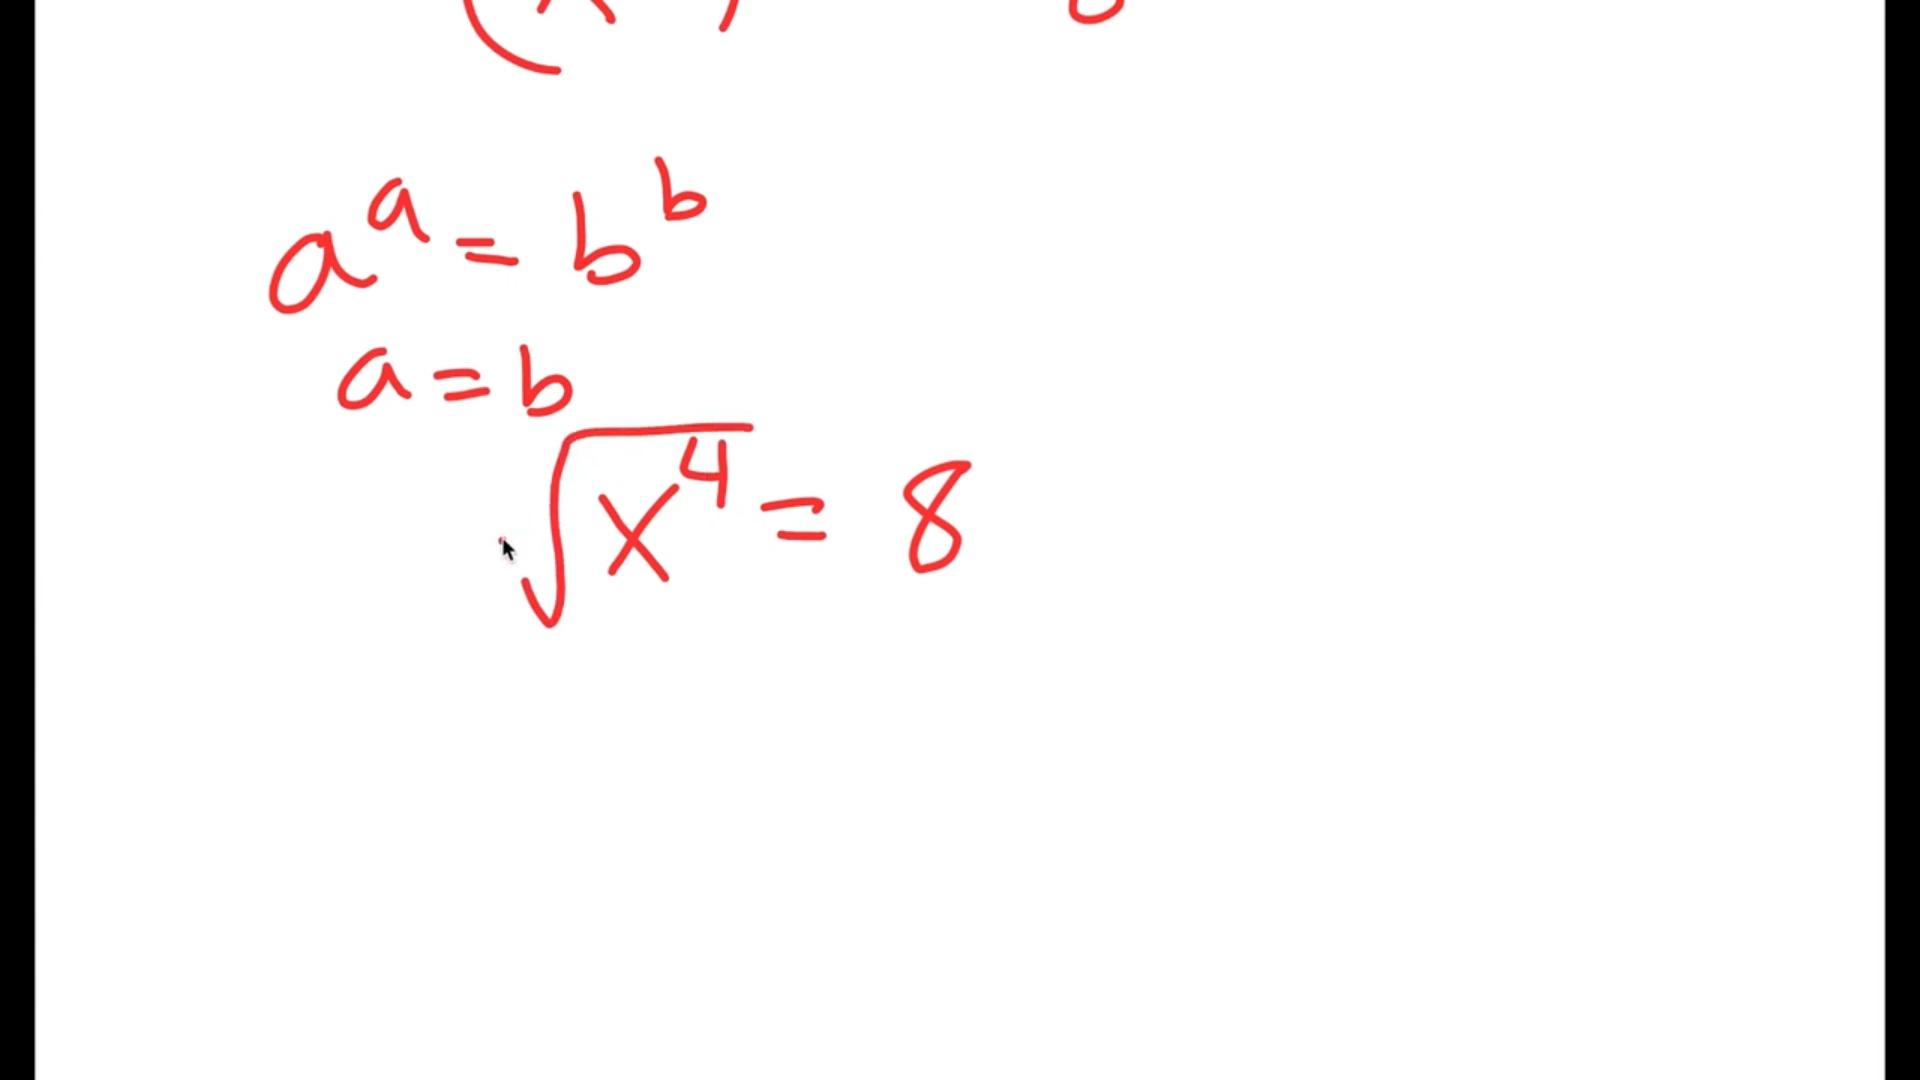 a^a = b^b
a = b
√x^4 = 8